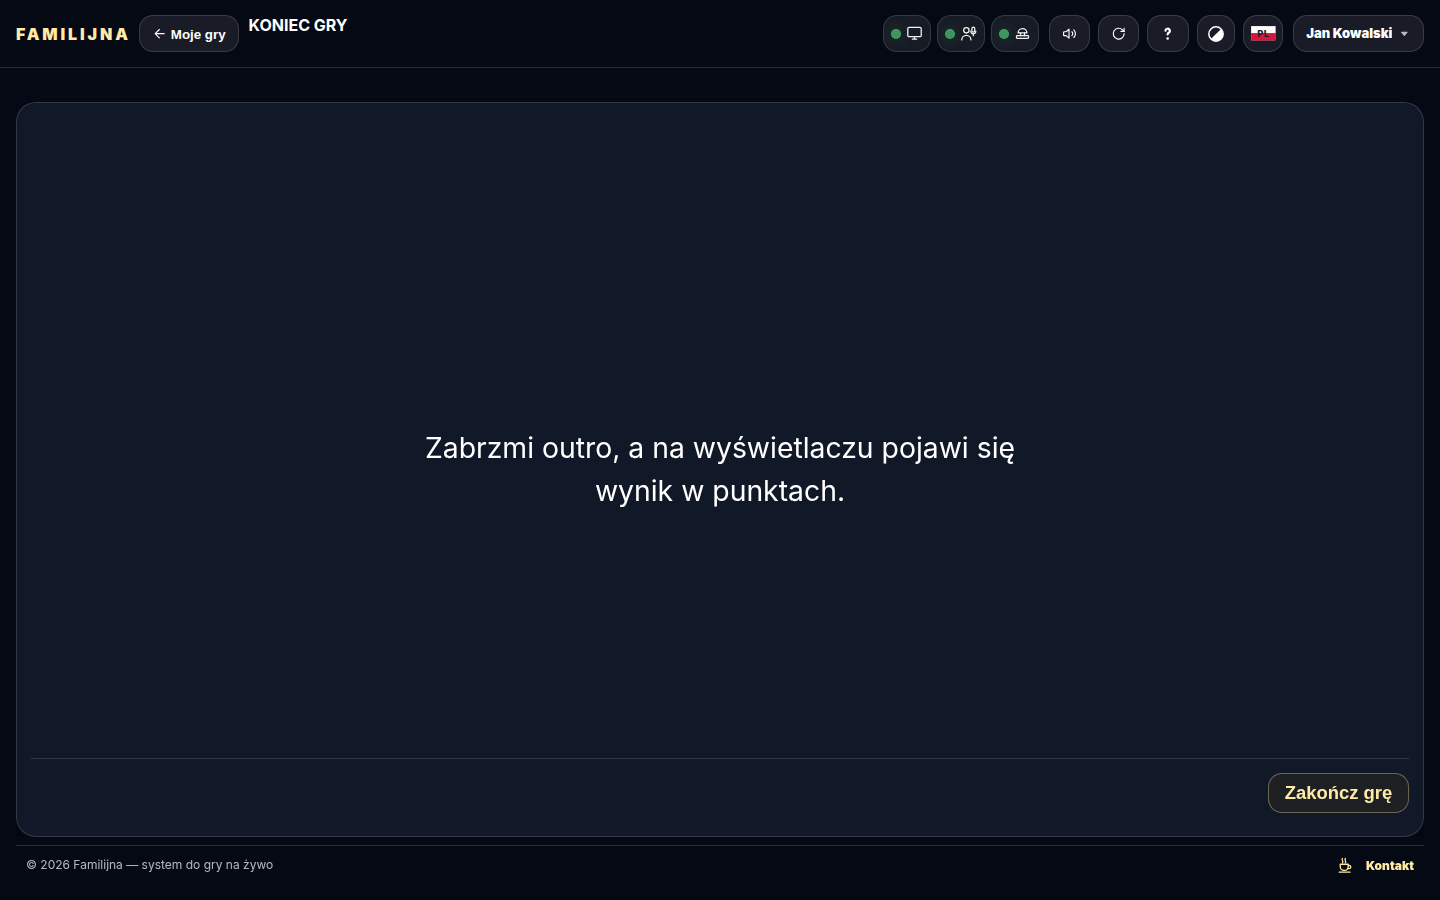 FAMILIJNA
Moje gry
KONIEC GRY
?
PL
Jan Kowalski
Zabrzmi outro, a na wyświetlaczu pojawi się
wynik w punktach.
Zakończ grę
© 2026 Familijna — system do gry na żywo
Kontakt